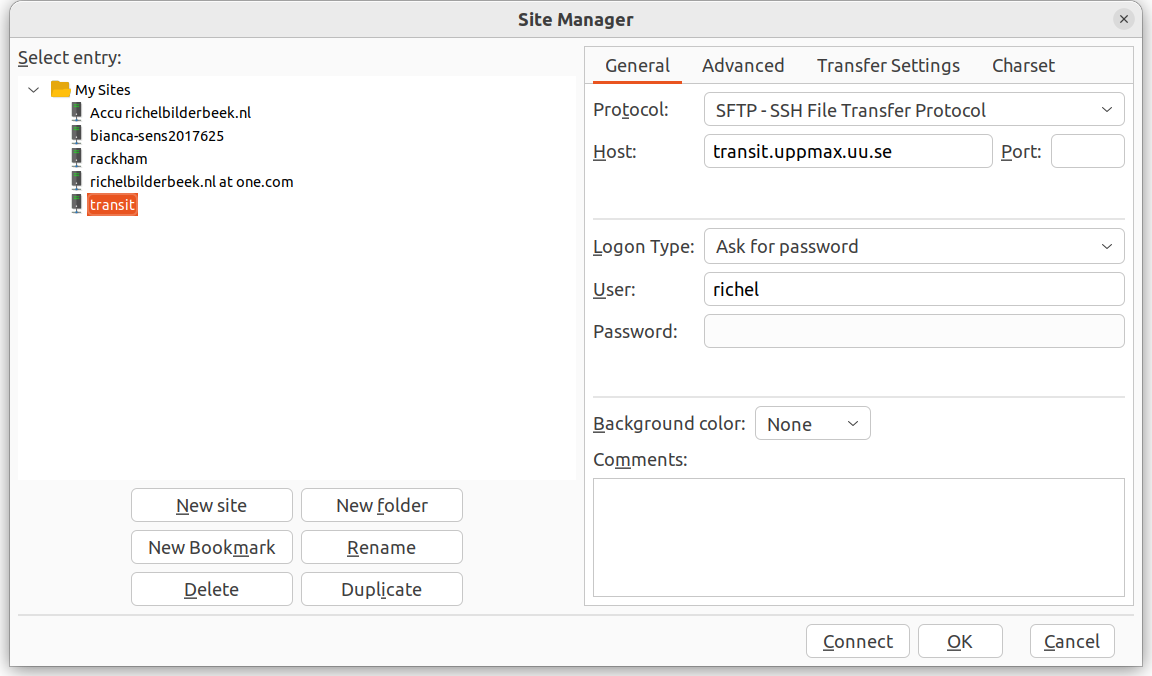 Site Manager
Select entry:
My Sites
Accu richelbilderbeek.nl
bianca-sens2017625
rackham
richelbilderbeek.nl at one.com
transit
New site
New folder
New Bookmark
Rename
Delete
Duplicate
General Advanced Transfer Settings Charset
Protocol: SFTP - SSH File Transfer Protocol
Host: transit.uppmax.uu.se Port:
Logon Type: Ask for password
User: richel
Password:
Background color: None
Comments:
Connect OK Cancel